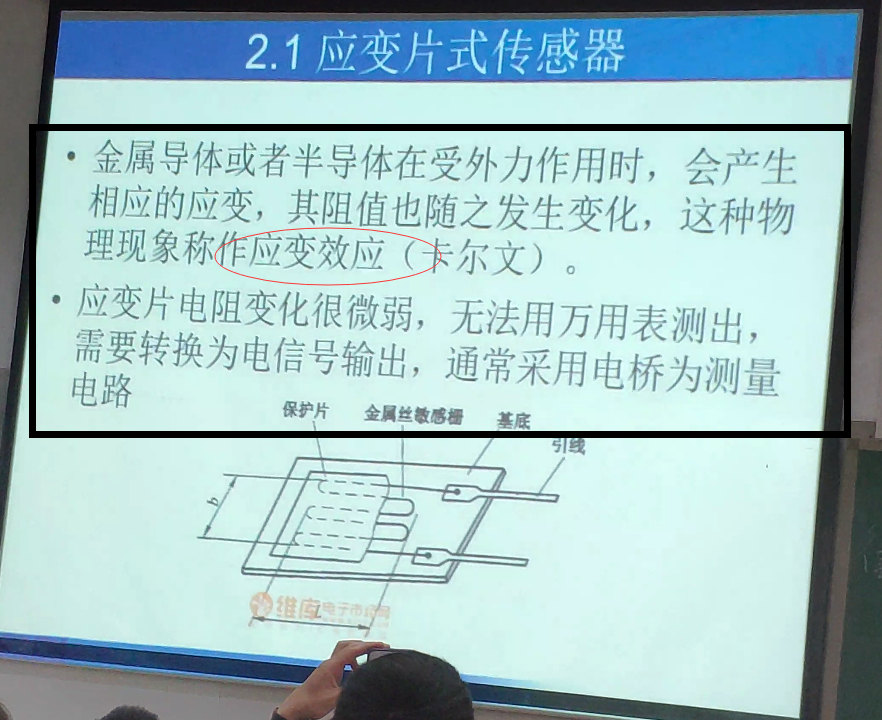 2.1 应变片式传感器
• 金属导体或者半导体在受外力作用时，会产生
相应的应变，其阻值也随之发生变化，这种物
理现象称作应变效应（卡尔文）。
• 应变片电阻变化很微弱，无法用万用表测出，
需要转换为电信号输出，通常采用电桥为测量
电路
保护片 金属丝敏感栅 基底
引线
b
维库电子市场网
L